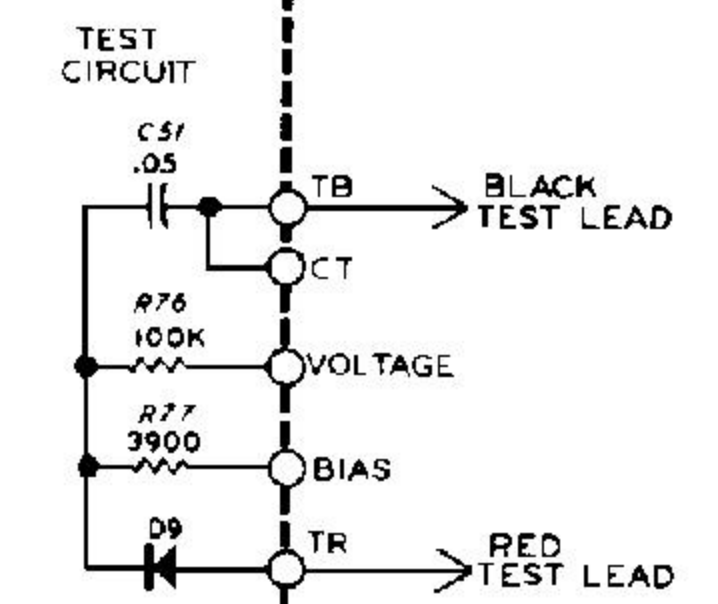 TEST
CIRCUIT
C51
.05
TB
BLACK
TEST LEAD
CT
R76
100K
VOLTAGE
R77
3900
BIAS
D9
TR
RED
TEST LEAD